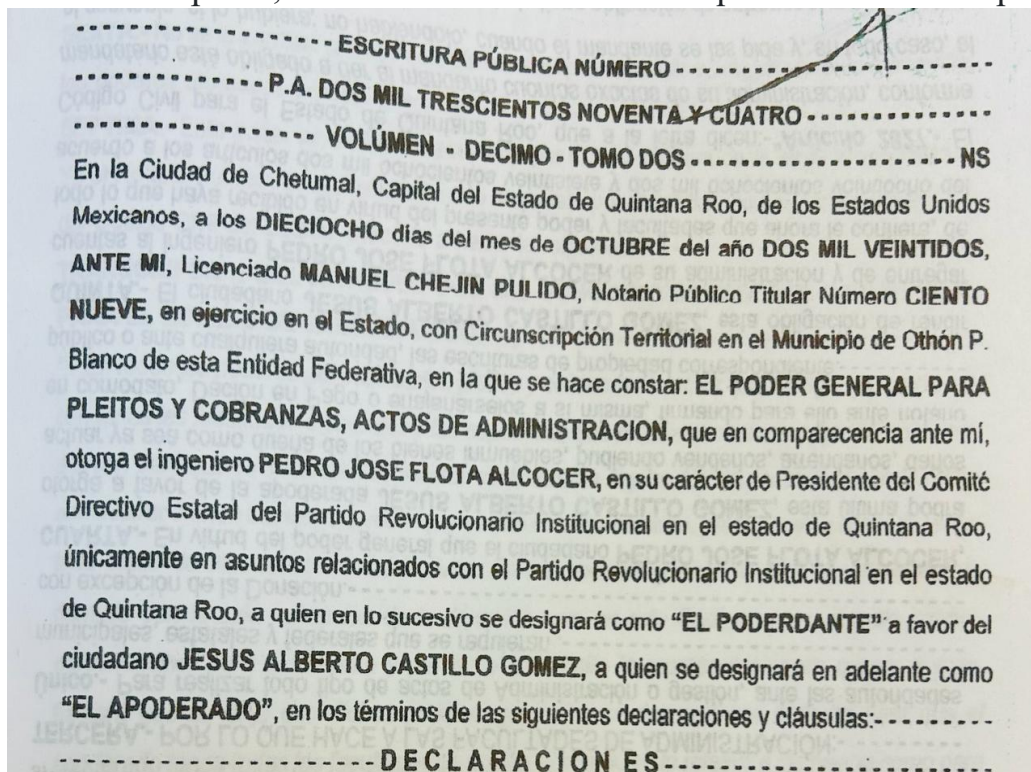 ESCRITURA PÚBLICA NÚMERO
P.A. DOS MIL TRESCIENTOS NOVENTA Y CUATRO
VOLÚMEN - DECIMO - TOMO DOS - NS
En la Ciudad de Chetumal, Capital del Estado de Quintana Roo, de los Estados Unidos
Mexicanos, a los DIECIOCHO días del mes de OCTUBRE del año DOS MIL VEINTIDOS,
ANTE MI, Licenciado MANUEL CHEJIN PULIDO, Notario Público Titular Número CIENTO
NUEVE, en ejercicio en el Estado, con Circunscripción Territorial en el Municipio de Othón P.
Blanco de esta Entidad Federativa, en la que se hace constar: EL PODER GENERAL PARA
PLEITOS Y COBRANZAS, ACTOS DE ADMINISTRACION, que en comparecencia ante mí,
otorga el ingeniero PEDRO JOSE FLOTA ALCOCER, en su carácter de Presidente del Comité
Directivo Estatal del Partido Revolucionario Institucional en el estado de Quintana Roo,
únicamente en asuntos relacionados con el Partido Revolucionario Institucional en el estado
de Quintana Roo, a quien en lo sucesivo se designará como "EL PODERDANTE" a favor del
ciudadano JESUS ALBERTO CASTILLO GOMEZ, a quien se designará en adelante como
"EL APODERADO", en los términos de las siguientes declaraciones y cláusulas:- - - - - - - - -
DECLARACIONES